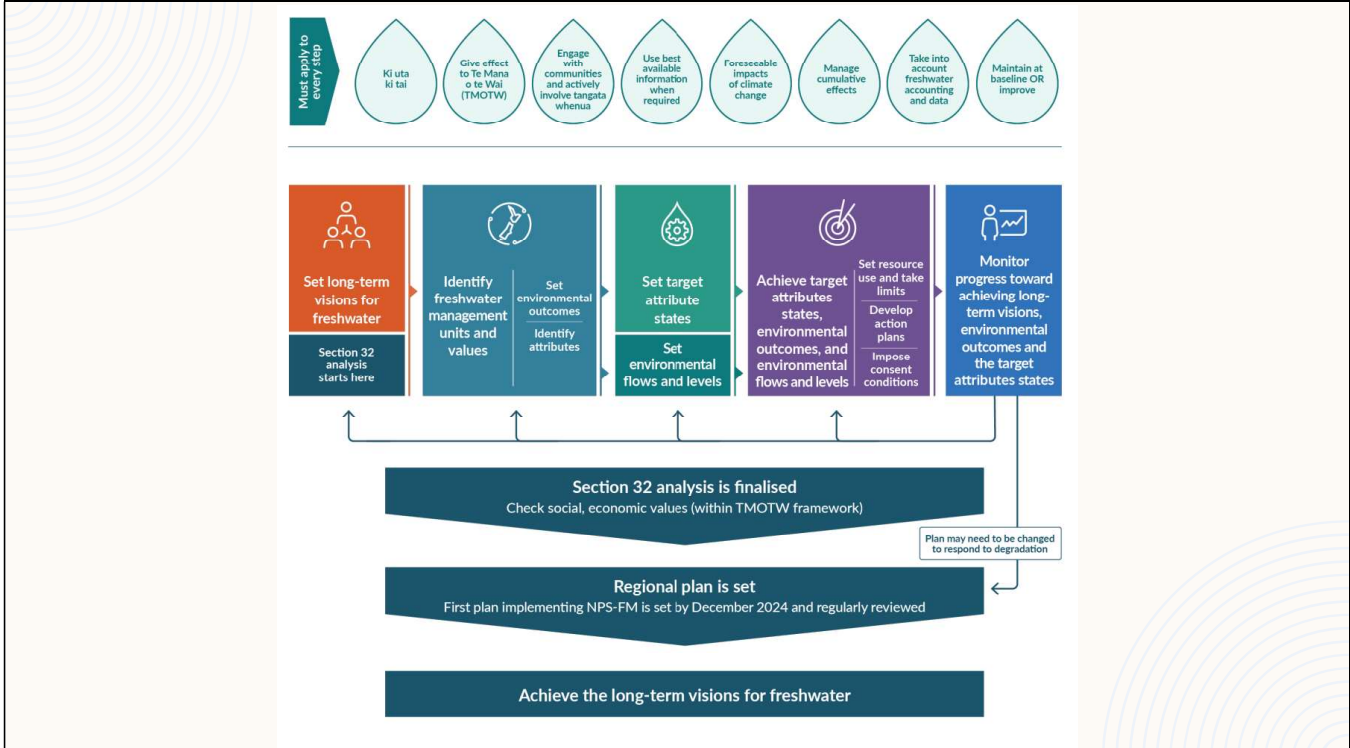 Must apply to
every step
Ki uta
ki tai
Give effect
to Te Mana
o te Wai
(TMOTW)
Engage
with
communities
and actively
involve tangata
whenua
Use best
available
information
when
required
Foreseeable
impacts
of climate
change
Manage
cumulative
effects
Take into
account
freshwater
accounting
and data
Maintain at
baseline OR
improve
Set long-term
visions for
freshwater
Section 32
analysis
starts here
Identify
freshwater
management
units and
values
Set
environmental
outcomes
Identify
attributes
Set target
attribute
states
Set
environmental
flows and levels
Achieve target
attributes
states,
environmental
outcomes, and
environmental
flows and levels
Set resource
use and take
limits
Develop
action
plans
Impose
consent
conditions
Monitor
progress toward
achieving long-
term visions,
environmental
outcomes and
the target
attributes states
Section 32 analysis is finalised
Check social, economic values (within TMOTW framework)
Plan may need to be changed
to respond to degradation
Regional plan is set
First plan implementing NPS-FM is set by December 2024 and regularly reviewed
Achieve the long-term visions for freshwater